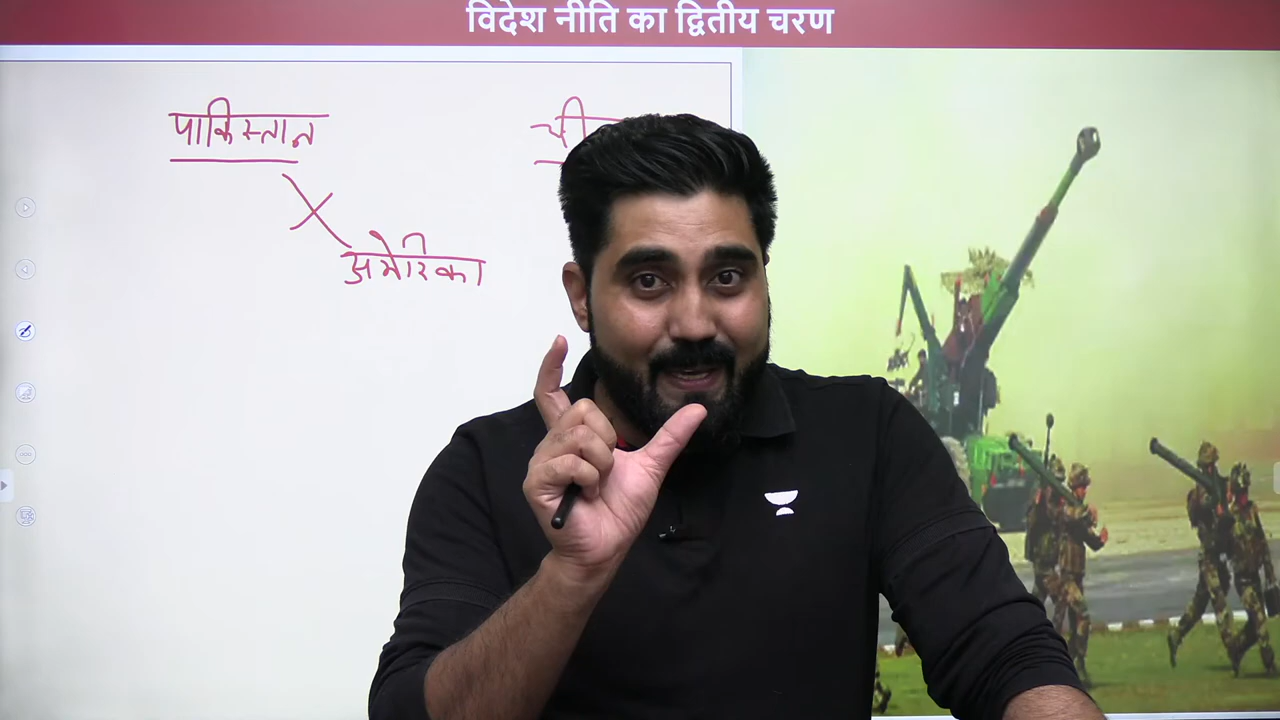 विदेश नीति का द्वितीय चरण
पाकिस्तान
अमेरिका